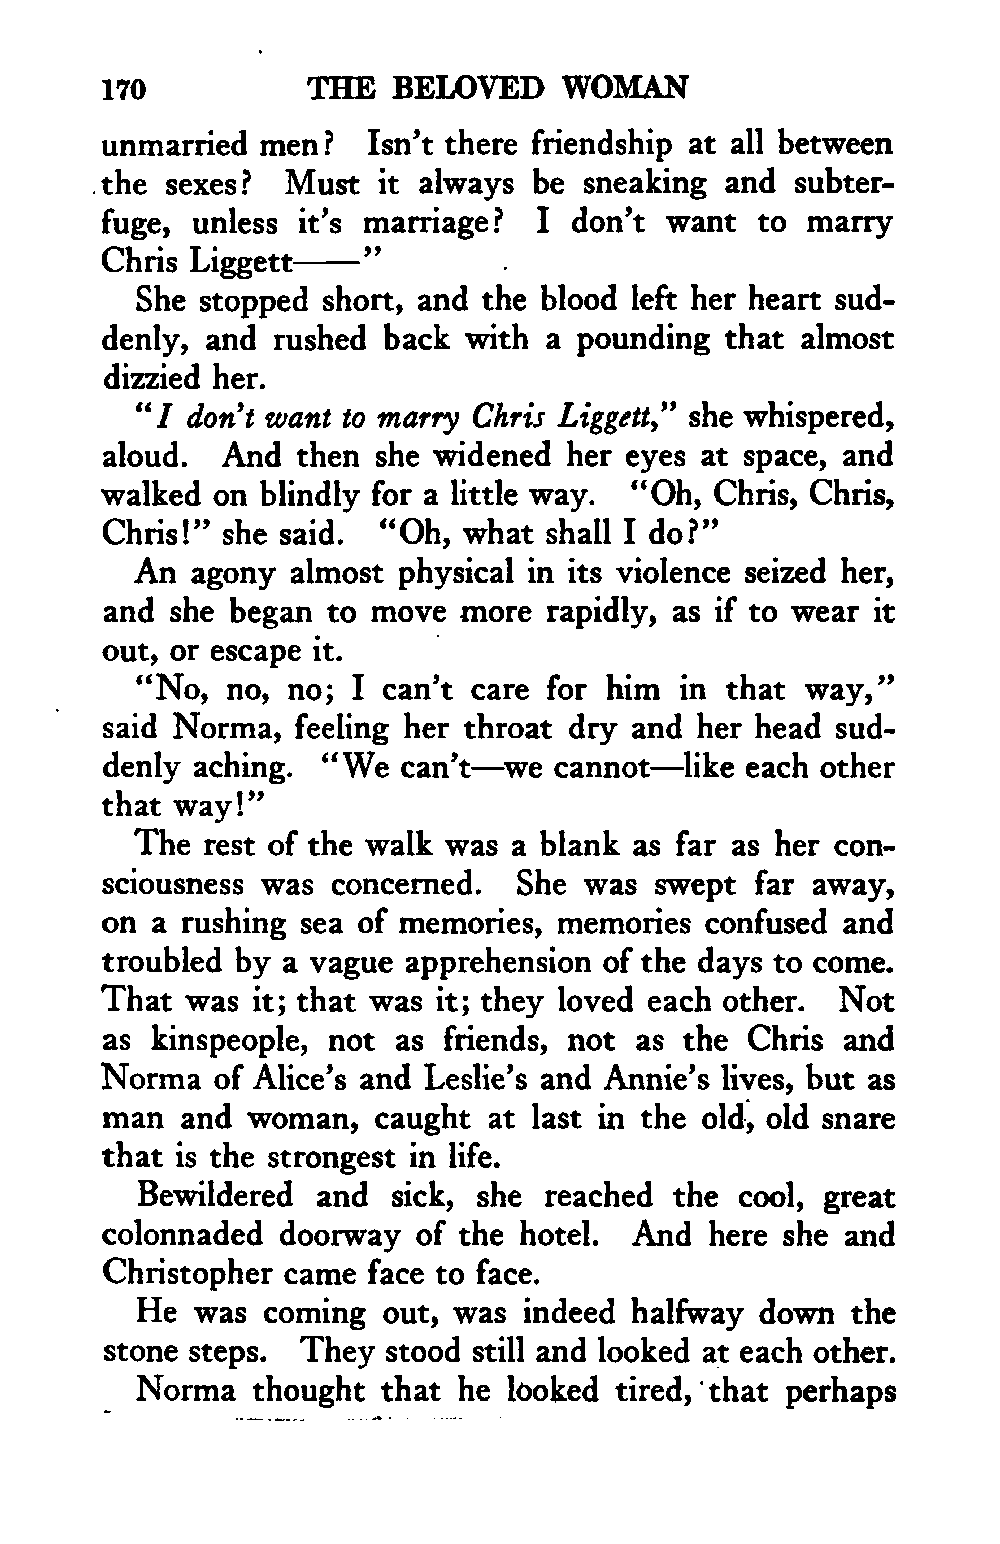 170 THE BELOVED WOMAN
unmarried men? Isn't there friendship at all between
the sexes? Must it always be sneaking and subter-
fuge, unless it's marriage? I don't want to marry
Chris Liggett——"
She stopped short, and the blood left her heart sud-
denly, and rushed back with a pounding that almost
dizzied her.
"I don't want to marry Chris Liggett," she whispered,
aloud. And then she widened her eyes at space, and
walked on blindly for a little way. "Oh, Chris, Chris,
Chris!" she said. "Oh, what shall I do?"
An agony almost physical in its violence seized her,
and she began to move more rapidly, as if to wear it
out, or escape it.
"No, no, no; I can't care for him in that way,"
said Norma, feeling her throat dry and her head sud-
denly aching. "We can't—we cannot—like each other
that way!"
The rest of the walk was a blank as far as her con-
sciousness was concerned. She was swept far away,
on a rushing sea of memories, memories confused and
troubled by a vague apprehension of the days to come.
That was it; that was it; they loved each other. Not
as kinspeople, not as friends, not as the Chris and
Norma of Alice's and Leslie's and Annie's lives, but as
man and woman, caught at last in the old, old snare
that is the strongest in life.
Bewildered and sick, she reached the cool, great
colonnaded doorway of the hotel. And here she and
Christopher came face to face.
He was coming out, was indeed halfway down the
stone steps. They stood still and looked at each other.
Norma thought that he looked tired, that perhaps